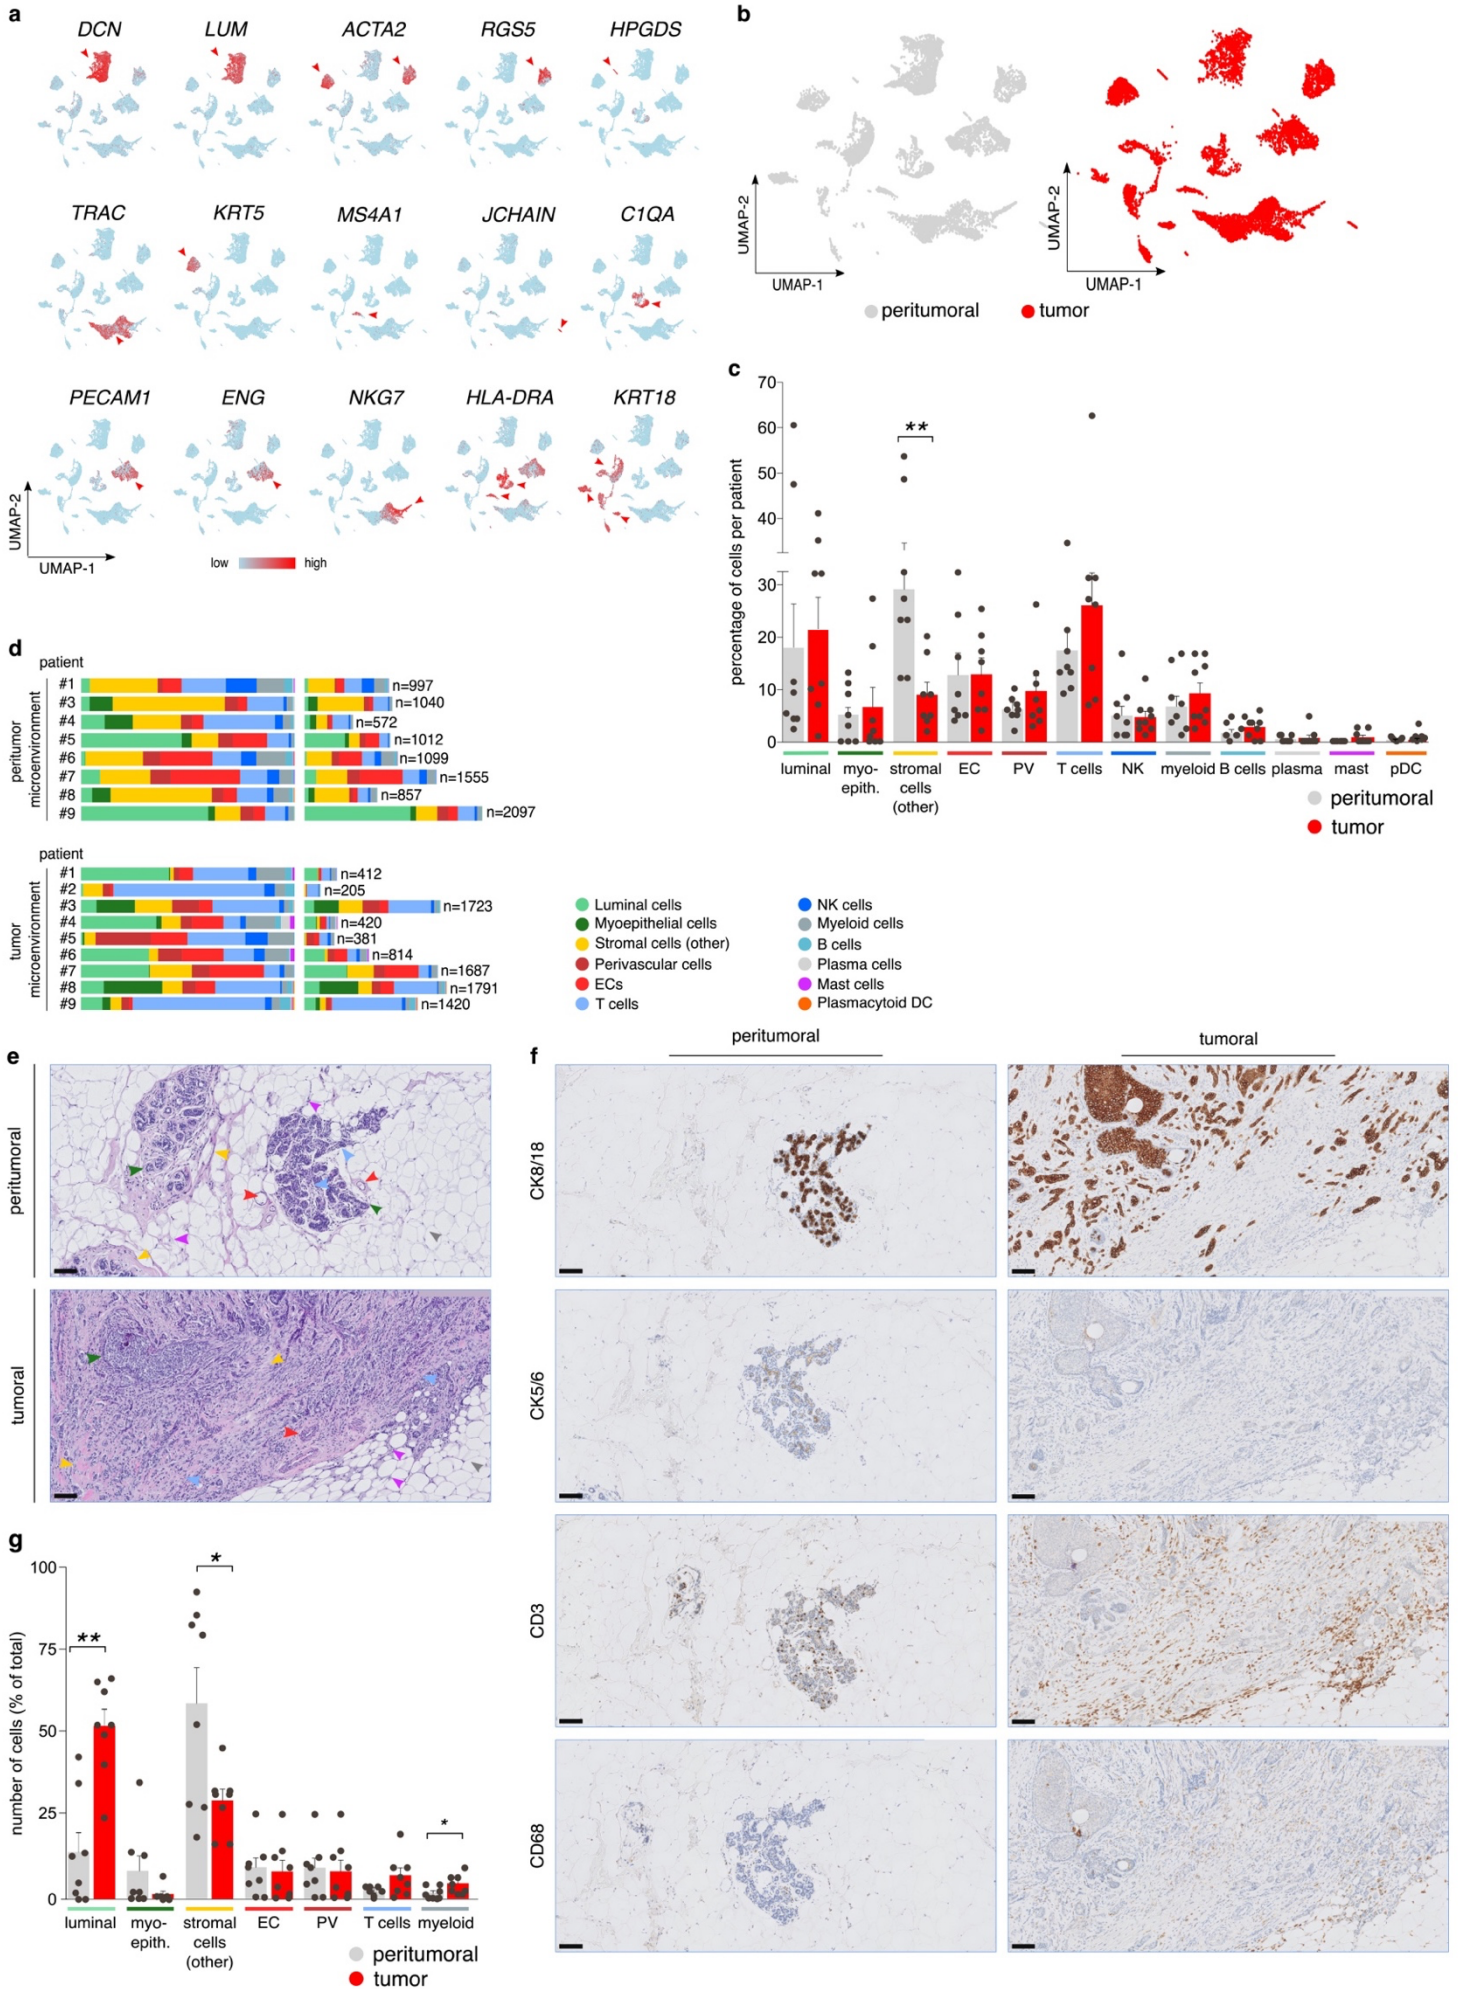 a
DCN LUM ACTA2 RGS5 HPGDS
TRAC KRT5 MS4A1 JCHAIN C1QA
PECAM1 ENG NKG7 HLA-DRA KRT18
UMAP-2
UMAP-1
low high
b
UMAP-2
UMAP-1
UMAP-2
UMAP-1
peritumoral tumor
c
percentage of cells per patient
70
60
50
40
30
20
10
0
**
luminal myo-epith. stromal cells (other) EC PV T cells NK myeloid B cells plasma mast pDC
peritumoral
tumor
d
patient
peritumor microenvironment
#1 n=997
#3 n=1040
#4 n=572
#5 n=1012
#6 n=1099
#7 n=1555
#8 n=857
#9 n=2097
patient
tumor microenvironment
#1 n=412
#2 n=205
#3 n=1723
#4 n=420
#5 n=381
#6 n=814
#7 n=1687
#8 n=1791
#9 n=1420
Luminal cells
Myoepithelial cells
Stromal cells (other)
Perivascular cells
ECs
T cells
NK cells
Myeloid cells
B cells
Plasma cells
Mast cells
Plasmacytoid DC
e
peritumoral
tumoral
f
peritumoral tumoral
CK8/18
CK5/6
CD3
CD68
g
number of cells (% of total)
100
75
50
25
0
**
*
*
luminal myo-epith. stromal cells (other) EC PV T cells myeloid
peritumoral
tumor